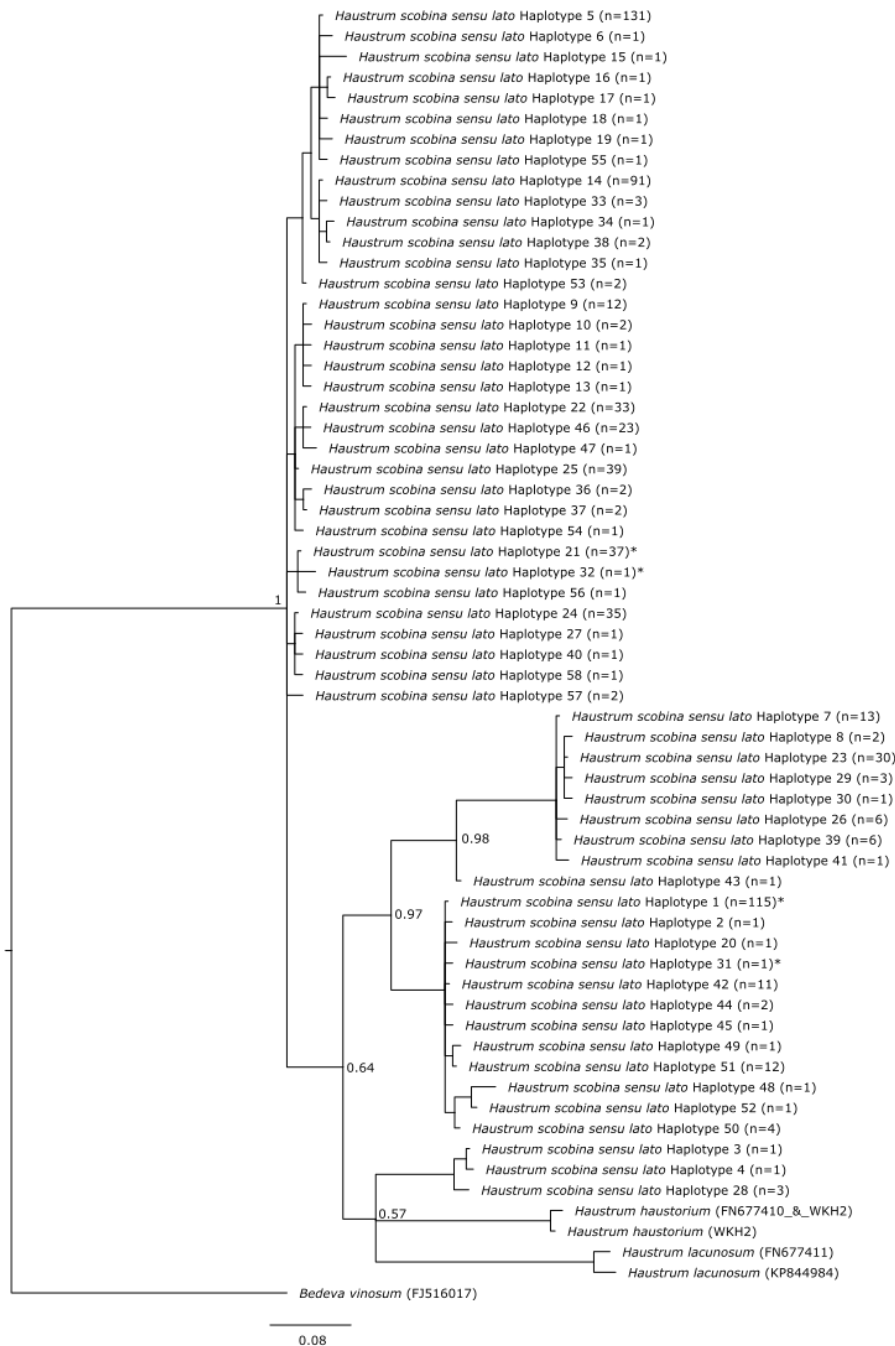 Haustrum scobina sensu lato Haplotype 5 (n=131)
Haustrum scobina sensu lato Haplotype 6 (n=1)
Haustrum scobina sensu lato Haplotype 15 (n=1)
Haustrum scobina sensu lato Haplotype 16 (n=1)
Haustrum scobina sensu lato Haplotype 17 (n=1)
Haustrum scobina sensu lato Haplotype 18 (n=1)
Haustrum scobina sensu lato Haplotype 19 (n=1)
Haustrum scobina sensu lato Haplotype 55 (n=1)
Haustrum scobina sensu lato Haplotype 14 (n=91)
Haustrum scobina sensu lato Haplotype 33 (n=3)
Haustrum scobina sensu lato Haplotype 34 (n=1)
Haustrum scobina sensu lato Haplotype 38 (n=2)
Haustrum scobina sensu lato Haplotype 35 (n=1)
Haustrum scobina sensu lato Haplotype 53 (n=2)
Haustrum scobina sensu lato Haplotype 9 (n=12)
Haustrum scobina sensu lato Haplotype 10 (n=2)
Haustrum scobina sensu lato Haplotype 11 (n=1)
Haustrum scobina sensu lato Haplotype 12 (n=1)
Haustrum scobina sensu lato Haplotype 13 (n=1)
Haustrum scobina sensu lato Haplotype 22 (n=33)
Haustrum scobina sensu lato Haplotype 46 (n=23)
Haustrum scobina sensu lato Haplotype 47 (n=1)
Haustrum scobina sensu lato Haplotype 25 (n=39)
Haustrum scobina sensu lato Haplotype 36 (n=2)
Haustrum scobina sensu lato Haplotype 37 (n=2)
Haustrum scobina sensu lato Haplotype 54 (n=1)
Haustrum scobina sensu lato Haplotype 21 (n=37)*
Haustrum scobina sensu lato Haplotype 32 (n=1)*
Haustrum scobina sensu lato Haplotype 56 (n=1)
1
Haustrum scobina sensu lato Haplotype 24 (n=35)
Haustrum scobina sensu lato Haplotype 27 (n=1)
Haustrum scobina sensu lato Haplotype 40 (n=1)
Haustrum scobina sensu lato Haplotype 58 (n=1)
Haustrum scobina sensu lato Haplotype 57 (n=2)
Haustrum scobina sensu lato Haplotype 7 (n=13)
Haustrum scobina sensu lato Haplotype 8 (n=2)
Haustrum scobina sensu lato Haplotype 23 (n=30)
Haustrum scobina sensu lato Haplotype 29 (n=3)
Haustrum scobina sensu lato Haplotype 30 (n=1)
Haustrum scobina sensu lato Haplotype 26 (n=6)
0.98
Haustrum scobina sensu lato Haplotype 39 (n=6)
Haustrum scobina sensu lato Haplotype 41 (n=1)
Haustrum scobina sensu lato Haplotype 43 (n=1)
Haustrum scobina sensu lato Haplotype 1 (n=115)*
0.97
Haustrum scobina sensu lato Haplotype 2 (n=1)
Haustrum scobina sensu lato Haplotype 20 (n=1)
Haustrum scobina sensu lato Haplotype 31 (n=1)*
Haustrum scobina sensu lato Haplotype 42 (n=11)
Haustrum scobina sensu lato Haplotype 44 (n=2)
Haustrum scobina sensu lato Haplotype 45 (n=1)
Haustrum scobina sensu lato Haplotype 49 (n=1)
Haustrum scobina sensu lato Haplotype 51 (n=12)
0.64
Haustrum scobina sensu lato Haplotype 48 (n=1)
Haustrum scobina sensu lato Haplotype 52 (n=1)
Haustrum scobina sensu lato Haplotype 50 (n=4)
Haustrum scobina sensu lato Haplotype 3 (n=1)
Haustrum scobina sensu lato Haplotype 4 (n=1)
Haustrum scobina sensu lato Haplotype 28 (n=3)
Haustrum haustorium (FN677410_&_WKH2)
0.57
Haustrum haustorium (WKH2)
Haustrum lacunosum (FN677411)
Haustrum lacunosum (KP844984)
Bedeva vinosum (FJ516017)
0.08